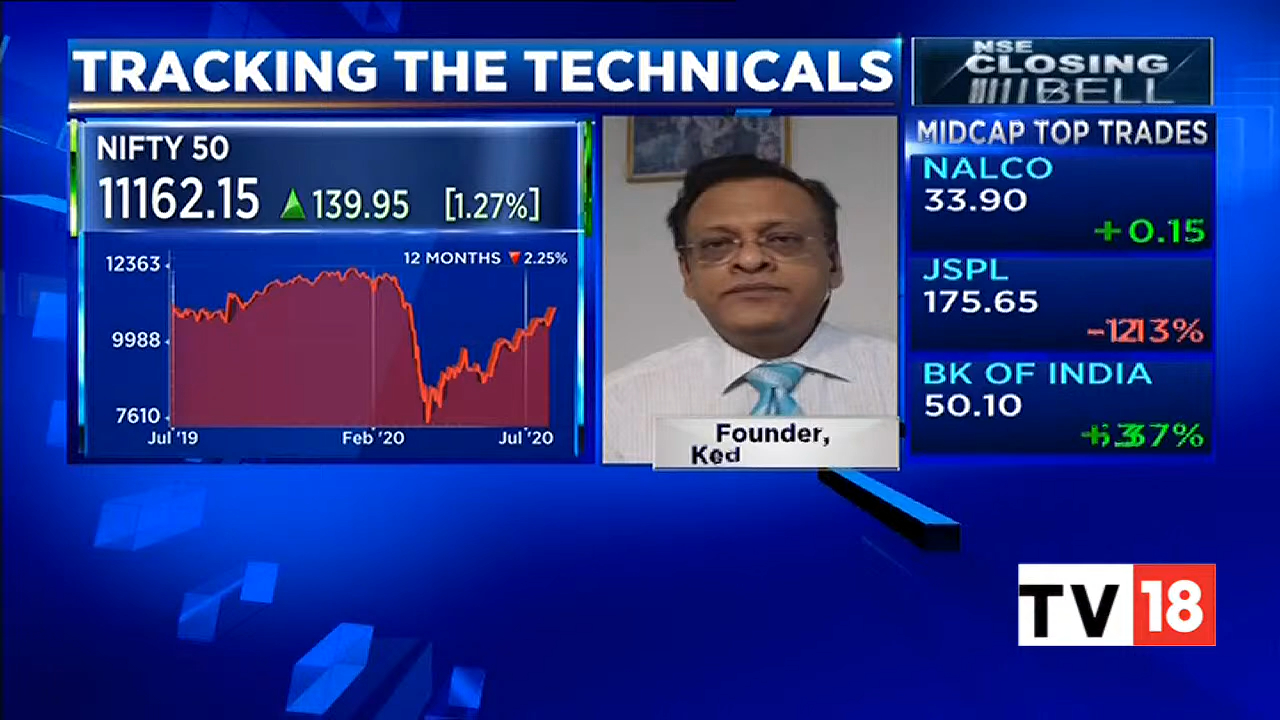 TRACKING THE TECHNICALS
NSE
CLOSING
BELL
NIFTY 50
11162.15 ▲ 139.95 [1.27%]
12 MONTHS ▼ 2.25%
12363
9988
7610
Jul '19 Feb '20 Jul '20
Founder,
Ked
MIDCAP TOP TRADES
NALCO
33.90
+0.15
JSPL
175.65
BK OF INDIA
50.10
TV18